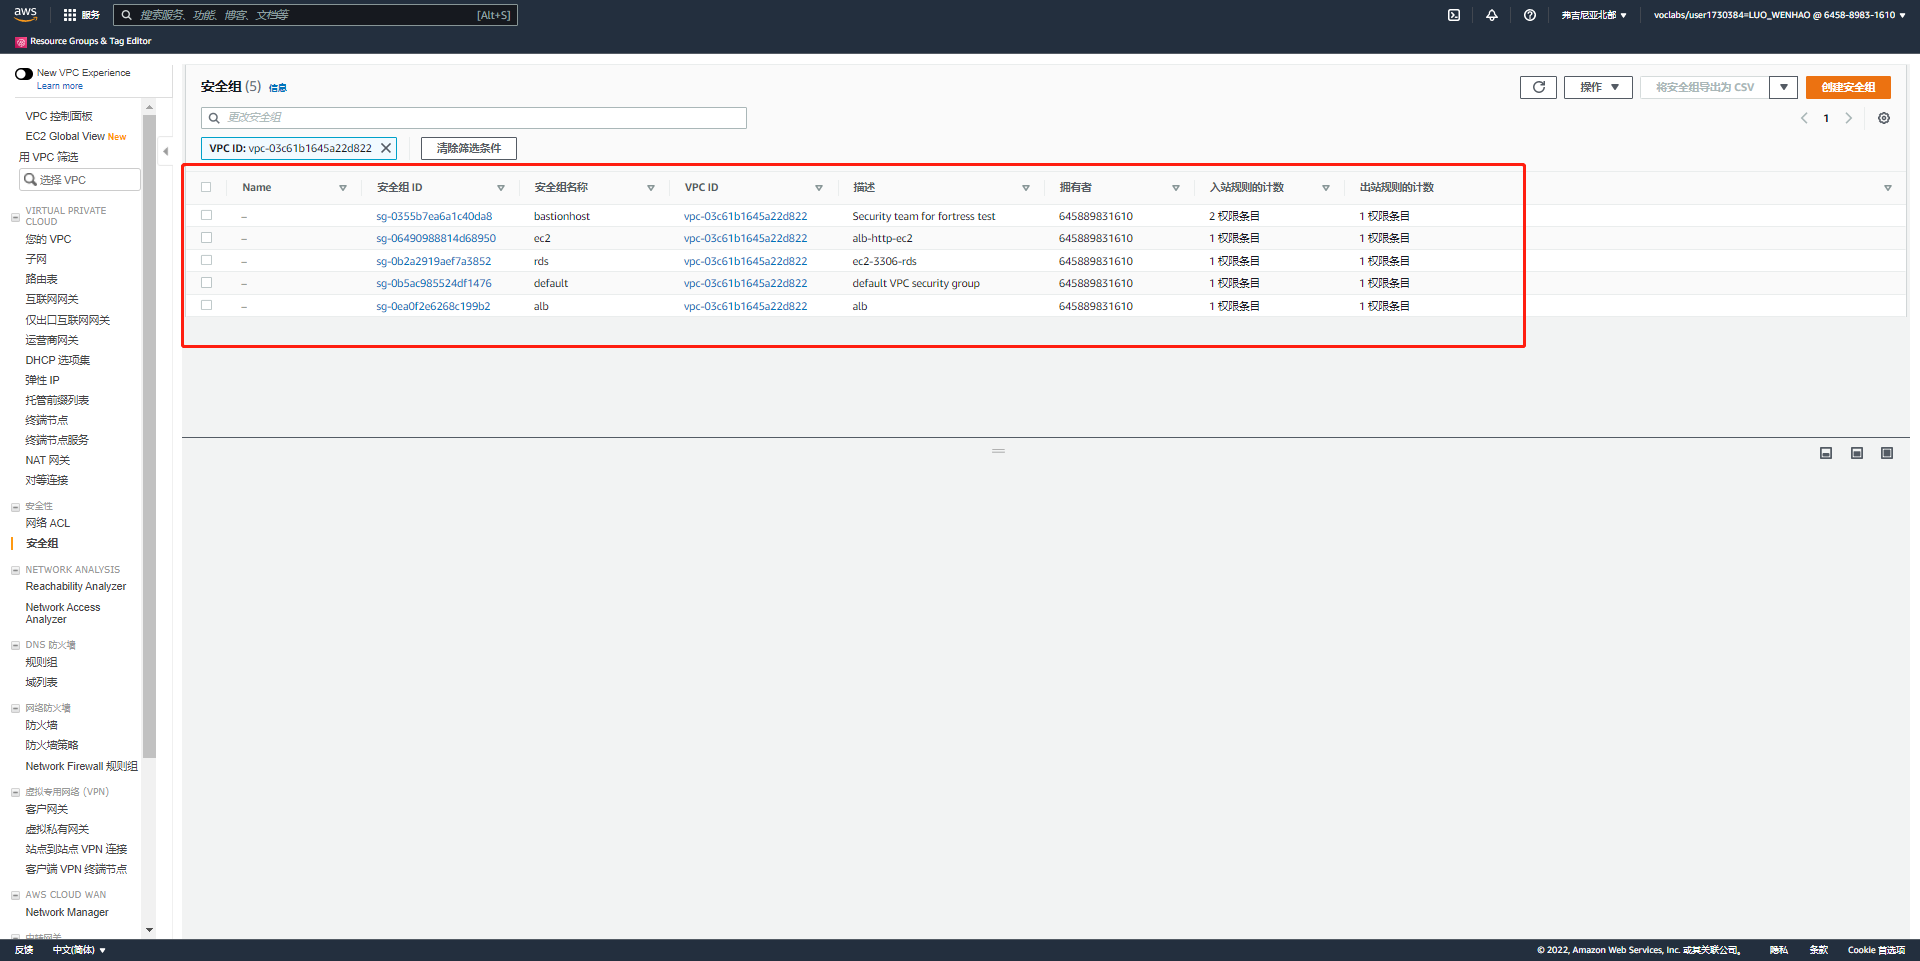 aws
服务
搜索服务、功能、博客、文档等
[Alt+S]
弗吉尼亚北部
voclabs/user1730384=LUO_WENHAO @ 6458-8983-1610
Resource Groups & Tag Editor
New VPC Experience
Learn more
VPC 控制面板
EC2 Global View New
用 VPC 筛选
选择 VPC
VIRTUAL PRIVATE
CLOUD
您的 VPC
子网
路由表
互联网网关
仅出口互联网网关
运营商网关
DHCP 选项集
弹性 IP
托管前缀列表
终端节点
终端节点服务
NAT 网关
对等连接
安全性
网络 ACL
安全组
NETWORK ANALYSIS
Reachability Analyzer
Network Access
Analyzer
DNS 防火墙
规则组
域列表
网络防火墙
防火墙
防火墙策略
Network Firewall 规则组
虚拟专用网络 (VPN)
客户网关
虚拟私有网关
站点到站点 VPN 连接
客户端 VPN 终端节点
AWS CLOUD WAN
Network Manager
中转网关
安全组 (5) 信息
操作
将安全组导出为 CSV
创建安全组
更改安全组
1
VPC ID: vpc-03c61b1645a22d822
清除筛选条件
Name 安全组 ID 安全组名称 VPC ID 描述 拥有者 入站规则的计数 出站规则的计数
– sg-0355b7ea6a1c40da8 bastionhost vpc-03c61b1645a22d822 Security team for fortress test 645889831610 2 权限条目 1 权限条目
– sg-06490988814d68950 ec2 vpc-03c61b1645a22d822 alb-http-ec2 645889831610 1 权限条目 1 权限条目
– sg-0b2a2919aef7a3852 rds vpc-03c61b1645a22d822 ec2-3306-rds 645889831610 1 权限条目 1 权限条目
– sg-0b5ac985524df1476 default vpc-03c61b1645a22d822 default VPC security group 645889831610 1 权限条目 1 权限条目
– sg-0ea0f2e6268c199b2 alb vpc-03c61b1645a22d822 alb 645889831610 1 权限条目 1 权限条目
反馈
中文(简体)
© 2022, Amazon Web Services, Inc. 或其关联公司。
隐私
条款
Cookie 首选项